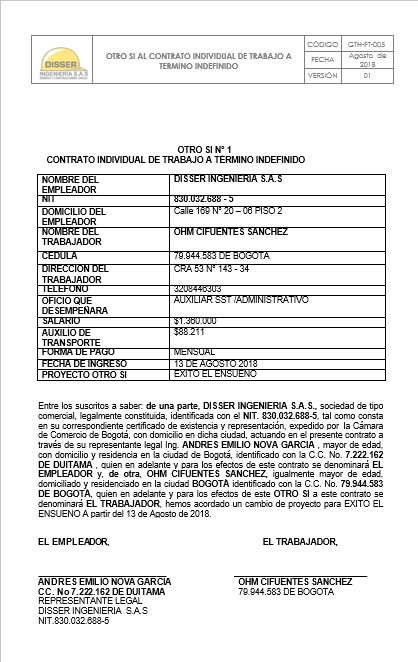 DISSER
INGENIERIA S.A.S
OTRO SI AL CONTRATO INDIVIDUAL DE TRABAJO A
TERMINO INDEFINIDO
CÓDIGO GTH-FT-005
FECHA Agosto de
2018
VERSIÓN 01
OTRO SI N° 1
CONTRATO INDIVIDUAL DE TRABAJO A TÉRMINO INDEFINIDO
NOMBRE DEL
EMPLEADOR
DISSER INGENIERIA S.A.S
NIT 830.032.688 - 5
DOMICILIO DEL
EMPLEADOR
Calle 169 N° 20 – 06 PISO 2
NOMBRE DEL
TRABAJADOR
OHM CIFUENTES SANCHEZ
CEDULA 79.944.583 DE BOGOTA
DIRECCION DEL
TRABAJADOR
CRA 53 N° 143 - 34
TELEFONO 3208446303
OFICIO QUE
DESEMPEÑARA
AUXILIAR SST /ADMINISTRATIVO
SALARIO $1.360.000
AUXILIO DE
TRANSPORTE
$88.211
FORMA DE PAGO MENSUAL
FECHA DE INGRESO 13 DE AGOSTO 2018
PROYECTO OTRO SI EXITO EL ENSUEÑO
Entre los suscritos a saber: de una parte, DISSER INGENIERIA S.A.S., sociedad de tipo
comercial, legalmente constituida, identificada con el NIT. 830.032.688-5, tal como consta
en su correspondiente certificado de existencia y representación, expedido por la Cámara
de Comercio de Bogotá, con domicilio en dicha ciudad, actuando en el presente contrato a
través de su representante legal Ing. ANDRES EMILIO NOVA GARCIA , mayor de edad,
con domicilio y residencia en la ciudad de Bogotá, identificado con la C.C. No. 7.222.162
DE DUITAMA , quien en adelante y para los efectos de este contrato se denominará EL
EMPLEADOR y, de otra, OHM CIFUENTES SANCHEZ, igualmente mayor de edad,
domiciliado y residenciado en la ciudad BOGOTÁ identificado con la C.C. No. 79.944.583
DE BOGOTA, quien en adelante y para los efectos de este OTRO SI a este contrato se
denominará EL TRABAJADOR, hemos acordado un cambio de proyecto para EXITO EL
ENSUEÑO A partir del 13 de Agosto de 2018.
EL EMPLEADOR, EL TRABAJADOR,
ANDRES EMILIO NOVA GARCIA OHM CIFUENTES SANCHEZ
CC. No 7.222.162 DE DUITAMA 79.944.583 DE BOGOTA
REPRESENTANTE LEGAL
DISSER INGENIERIA S.A.S
NIT.830.032.688-5